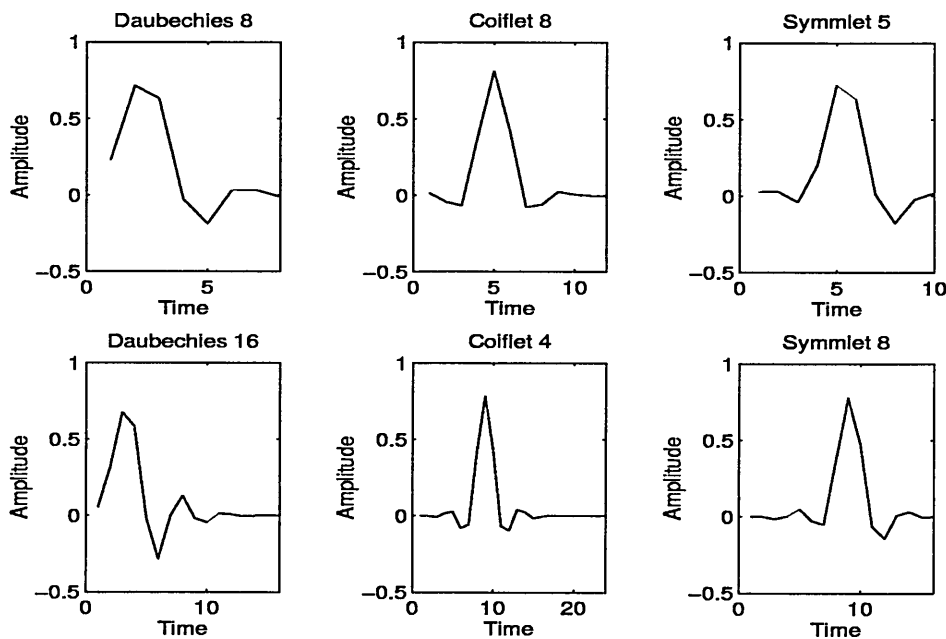 Daubechies 8
Coiflet 8
Symmlet 5
1
0.5
0
−0.5
Amplitude
0
5
Time
1
0.5
0
−0.5
Amplitude
0
5
10
Time
1
0.5
0
−0.5
Amplitude
0
5
10
Time
Daubechies 16
Coiflet 4
Symmlet 8
1
0.5
0
−0.5
Amplitude
0
10
Time
1
0.5
0
−0.5
Amplitude
0
10
20
Time
1
0.5
0
−0.5
Amplitude
0
10
Time